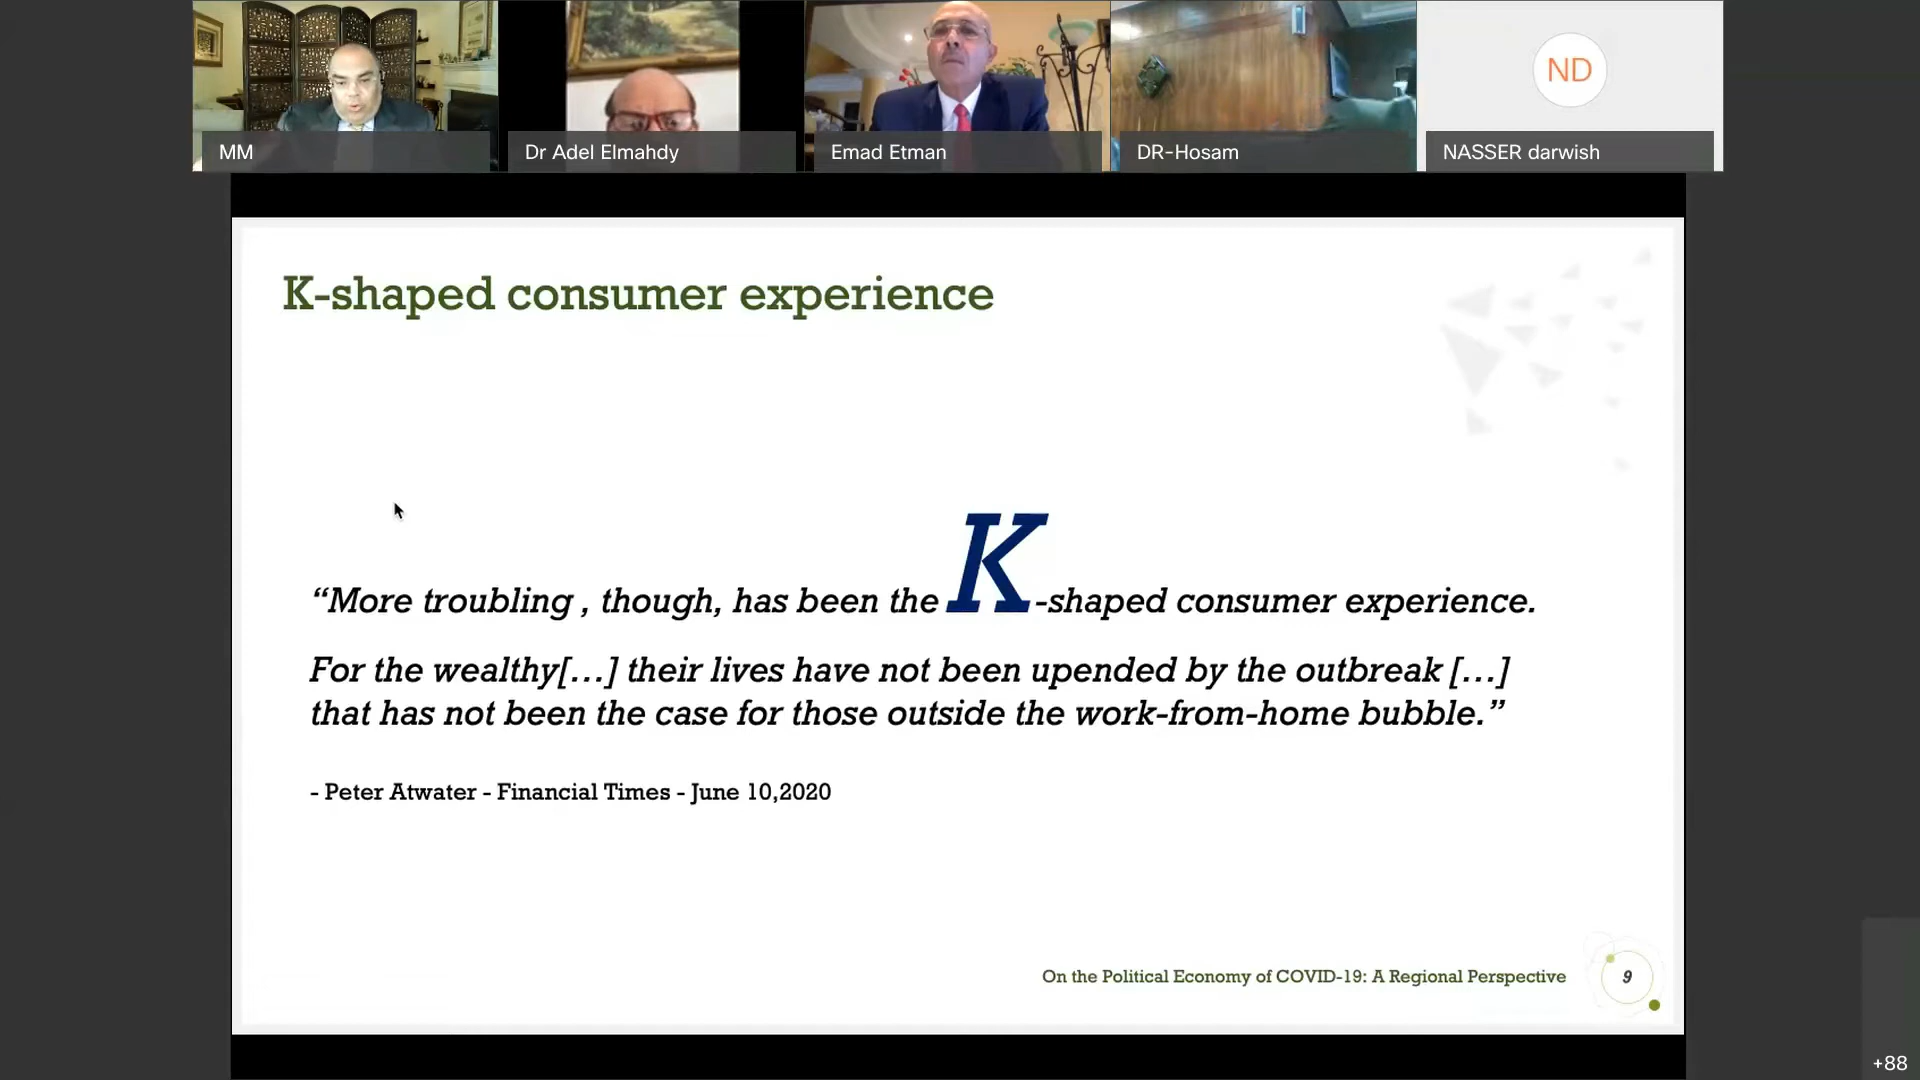 MM
Dr Adel Elmahdy
Emad Etman
DR-Hosam
ND
NASSER darwish
K-shaped consumer experience
“More troubling , though, has been the K-shaped consumer experience.
For the wealthy[…] their lives have not been upended by the outbreak […]
that has not been the case for those outside the work-from-home bubble.”
- Peter Atwater - Financial Times - June 10,2020
On the Political Economy of COVID-19: A Regional Perspective
9
+88